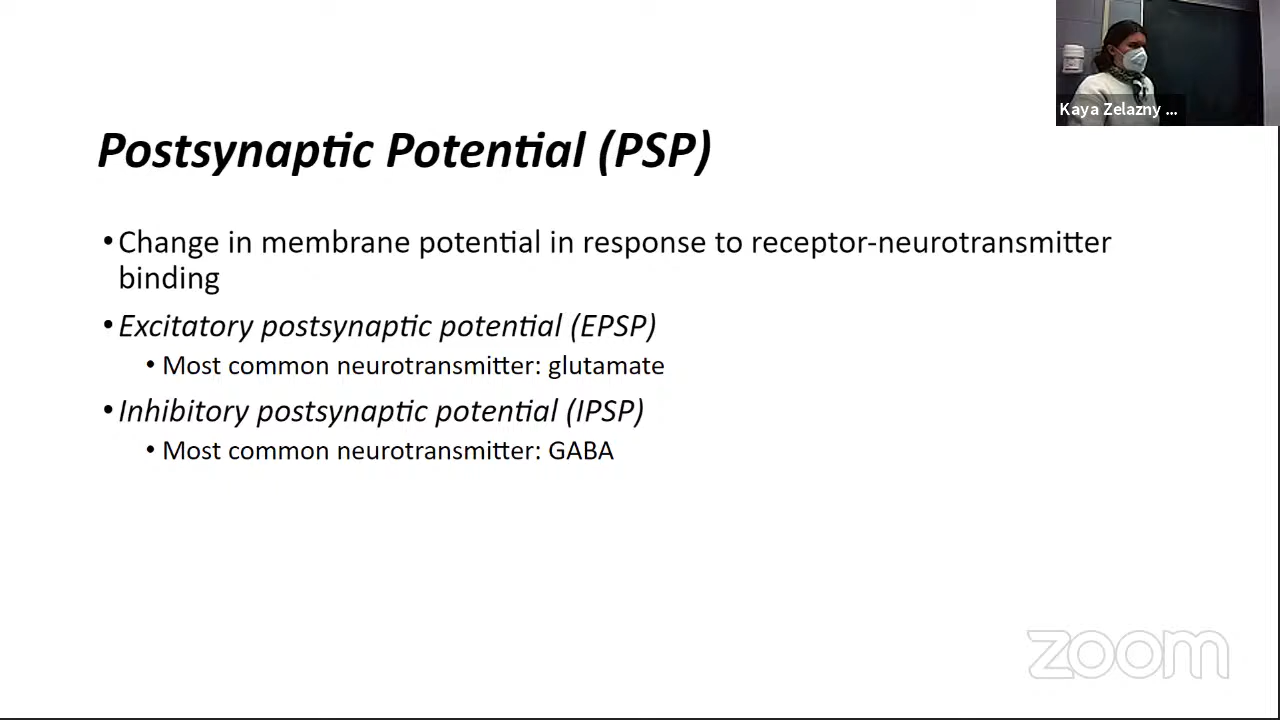 Kaya Zelazny ...
Postsynaptic Potential (PSP)
•Change in membrane potential in response to receptor-neurotransmitter
binding
•Excitatory postsynaptic potential (EPSP)
• Most common neurotransmitter: glutamate
•Inhibitory postsynaptic potential (IPSP)
• Most common neurotransmitter: GABA
zoom